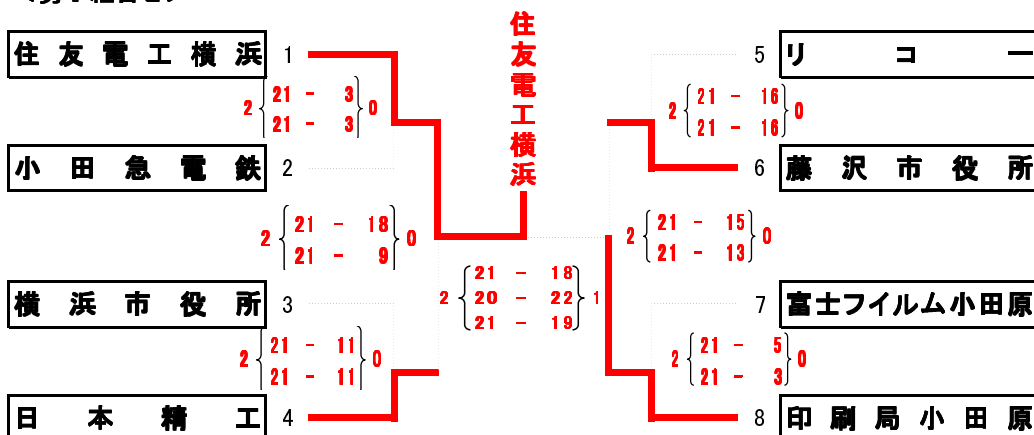 住友電工横浜
住友電工横浜 1
5 リコー
2 21 - 3 0
21 - 3
2 21 - 16 0
21 - 16
小田急電鉄 2
6 藤沢市役所
2 21 - 18 0
21 - 9
2 21 - 15 0
21 - 13
2 21 - 18 1
20 - 22
21 - 19
横浜市役所 3
7 富士フイルム小田原
2 21 - 11 0
21 - 11
2 21 - 5 0
21 - 3
日本精工 4
8 印刷局小田原